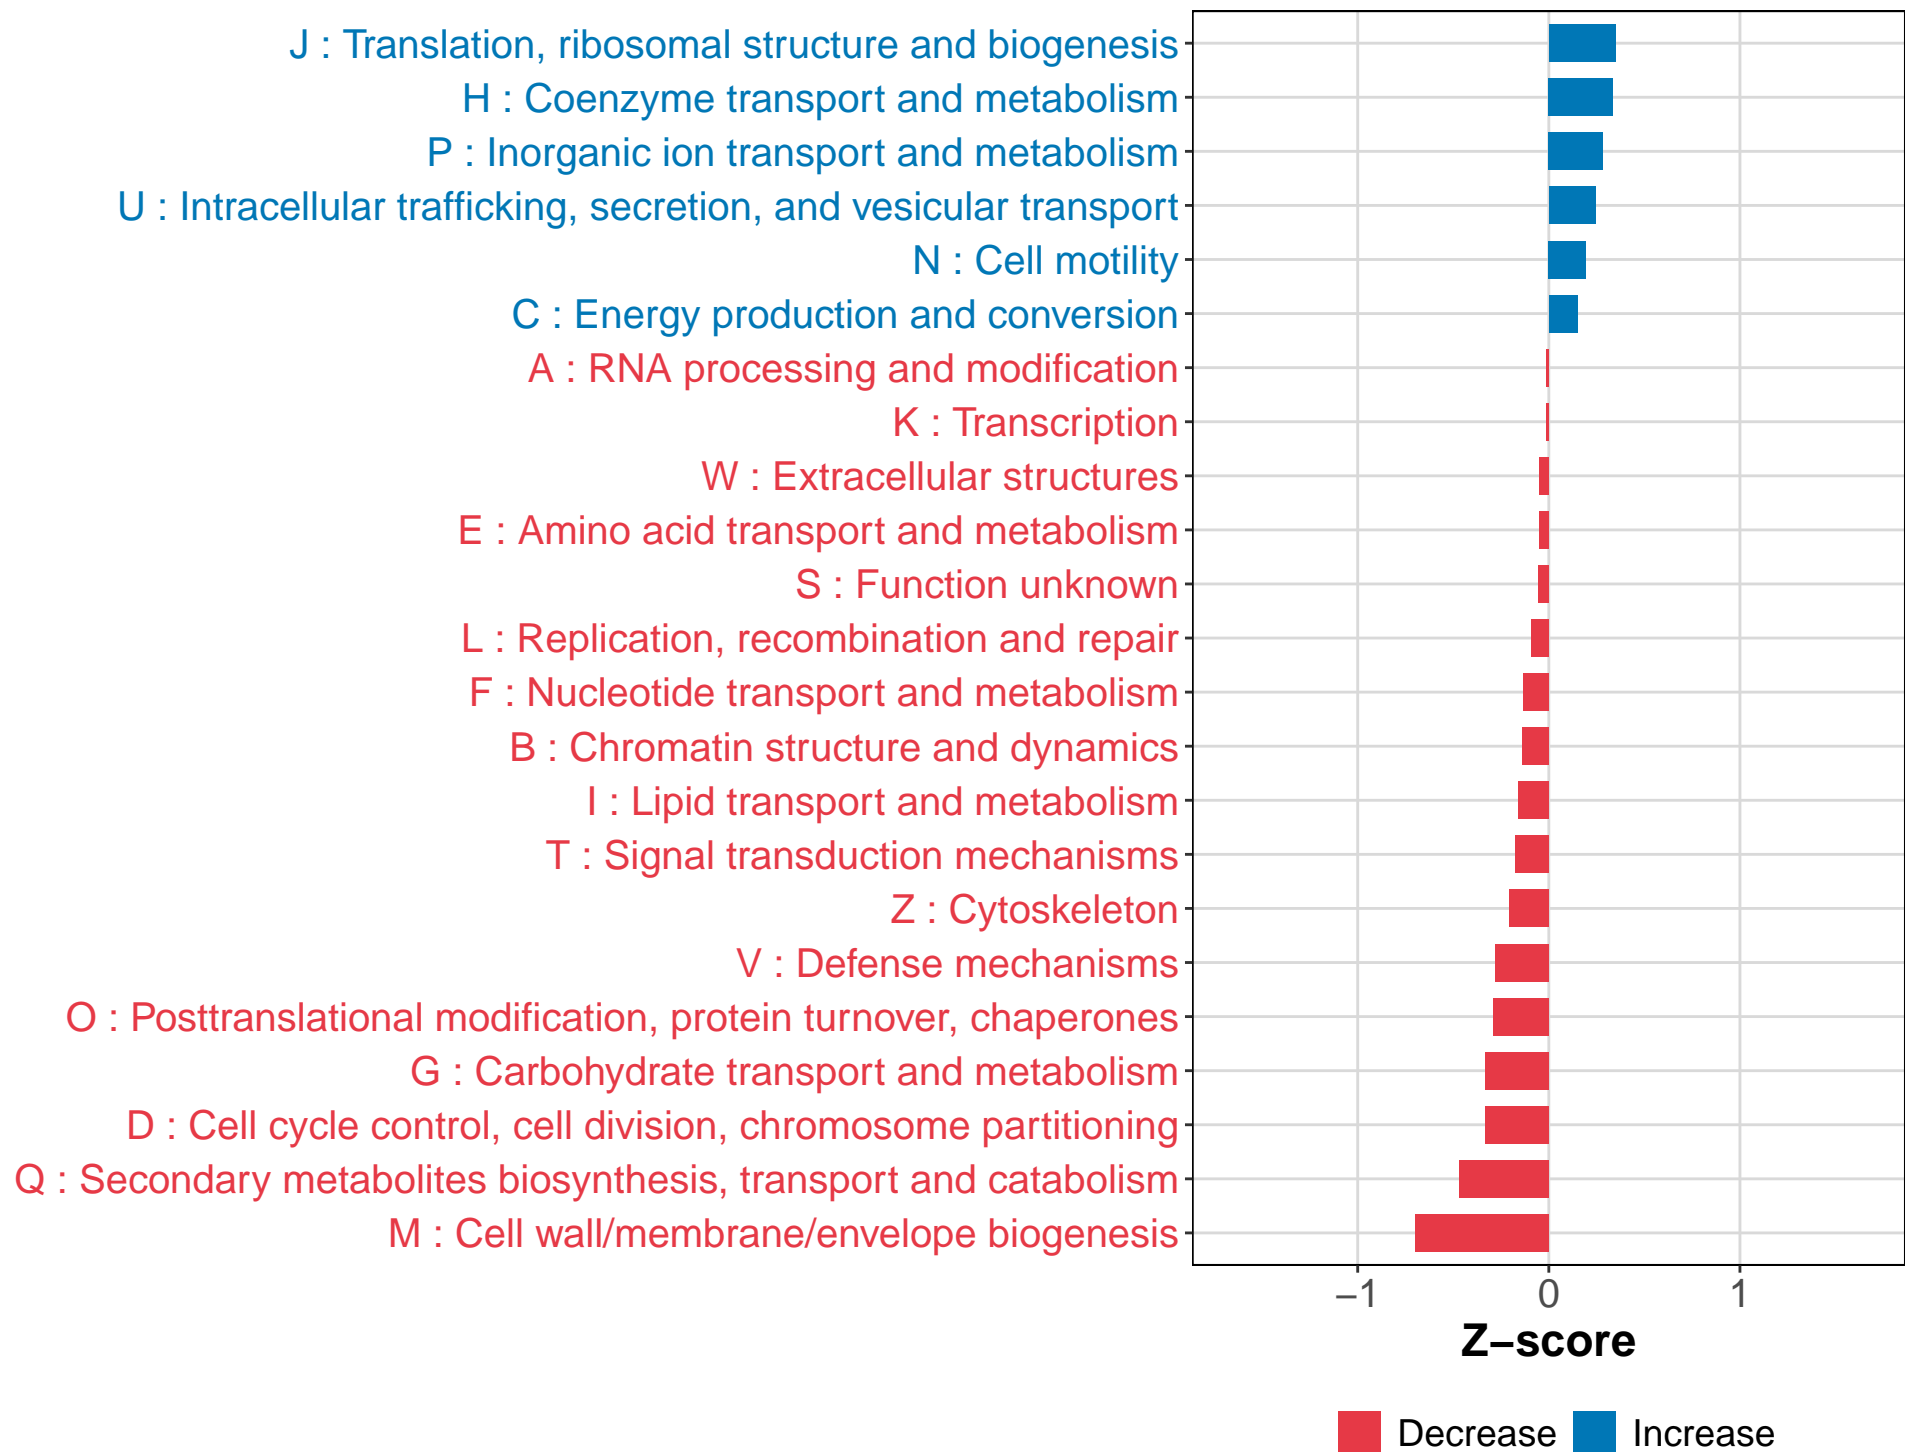 J : Translation, ribosomal structure and biogenesis
H : Coenzyme transport and metabolism
P : Inorganic ion transport and metabolism
U : Intracellular trafficking, secretion, and vesicular transport
N : Cell motility
C : Energy production and conversion
A : RNA processing and modification
K : Transcription
W : Extracellular structures
E : Amino acid transport and metabolism
S : Function unknown
L : Replication, recombination and repair
F : Nucleotide transport and metabolism
B : Chromatin structure and dynamics
I : Lipid transport and metabolism
T : Signal transduction mechanisms
Z : Cytoskeleton
V : Defense mechanisms
O : Posttranslational modification, protein turnover, chaperones
G : Carbohydrate transport and metabolism
D : Cell cycle control, cell division, chromosome partitioning
Q : Secondary metabolites biosynthesis, transport and catabolism
M : Cell wall/membrane/envelope biogenesis
−1 0 1
Z−score
Decrease Increase